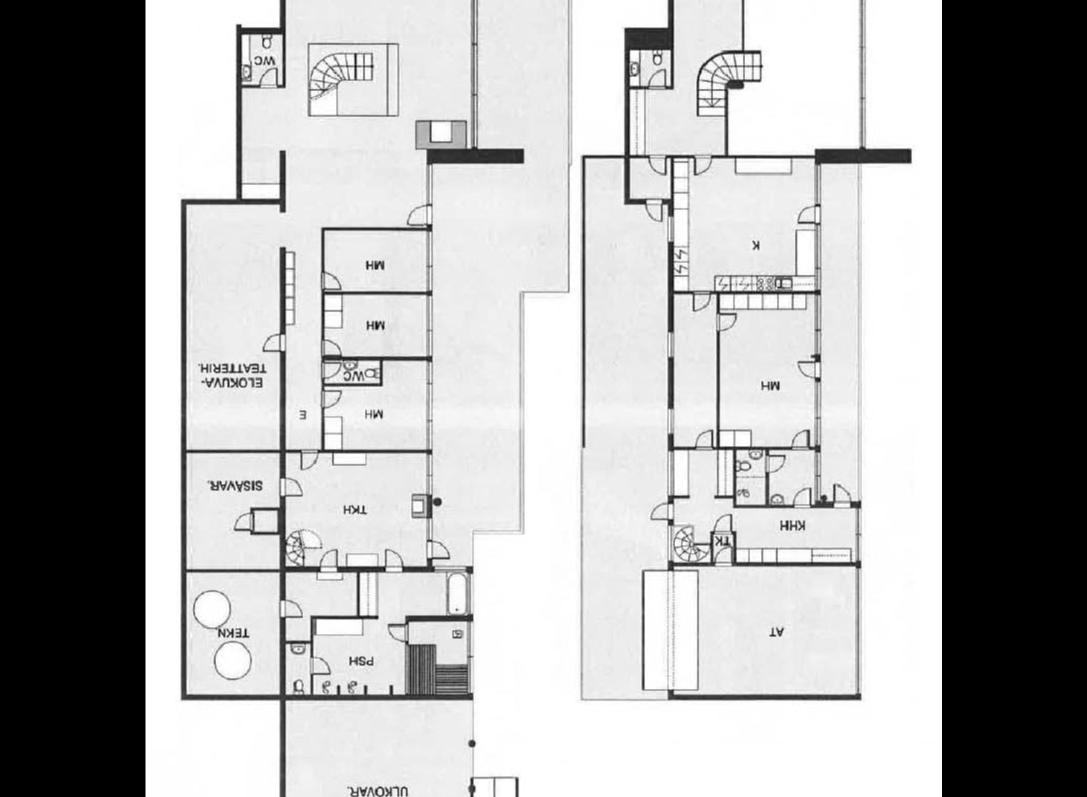 AT
TK
KHH
MH
K
ULKOVAR.
PSH
TEKN
TKH
SISÄVAR.
MH
E
WC
ELOKUVA-
TEATTERIH.
MH
MH
WC